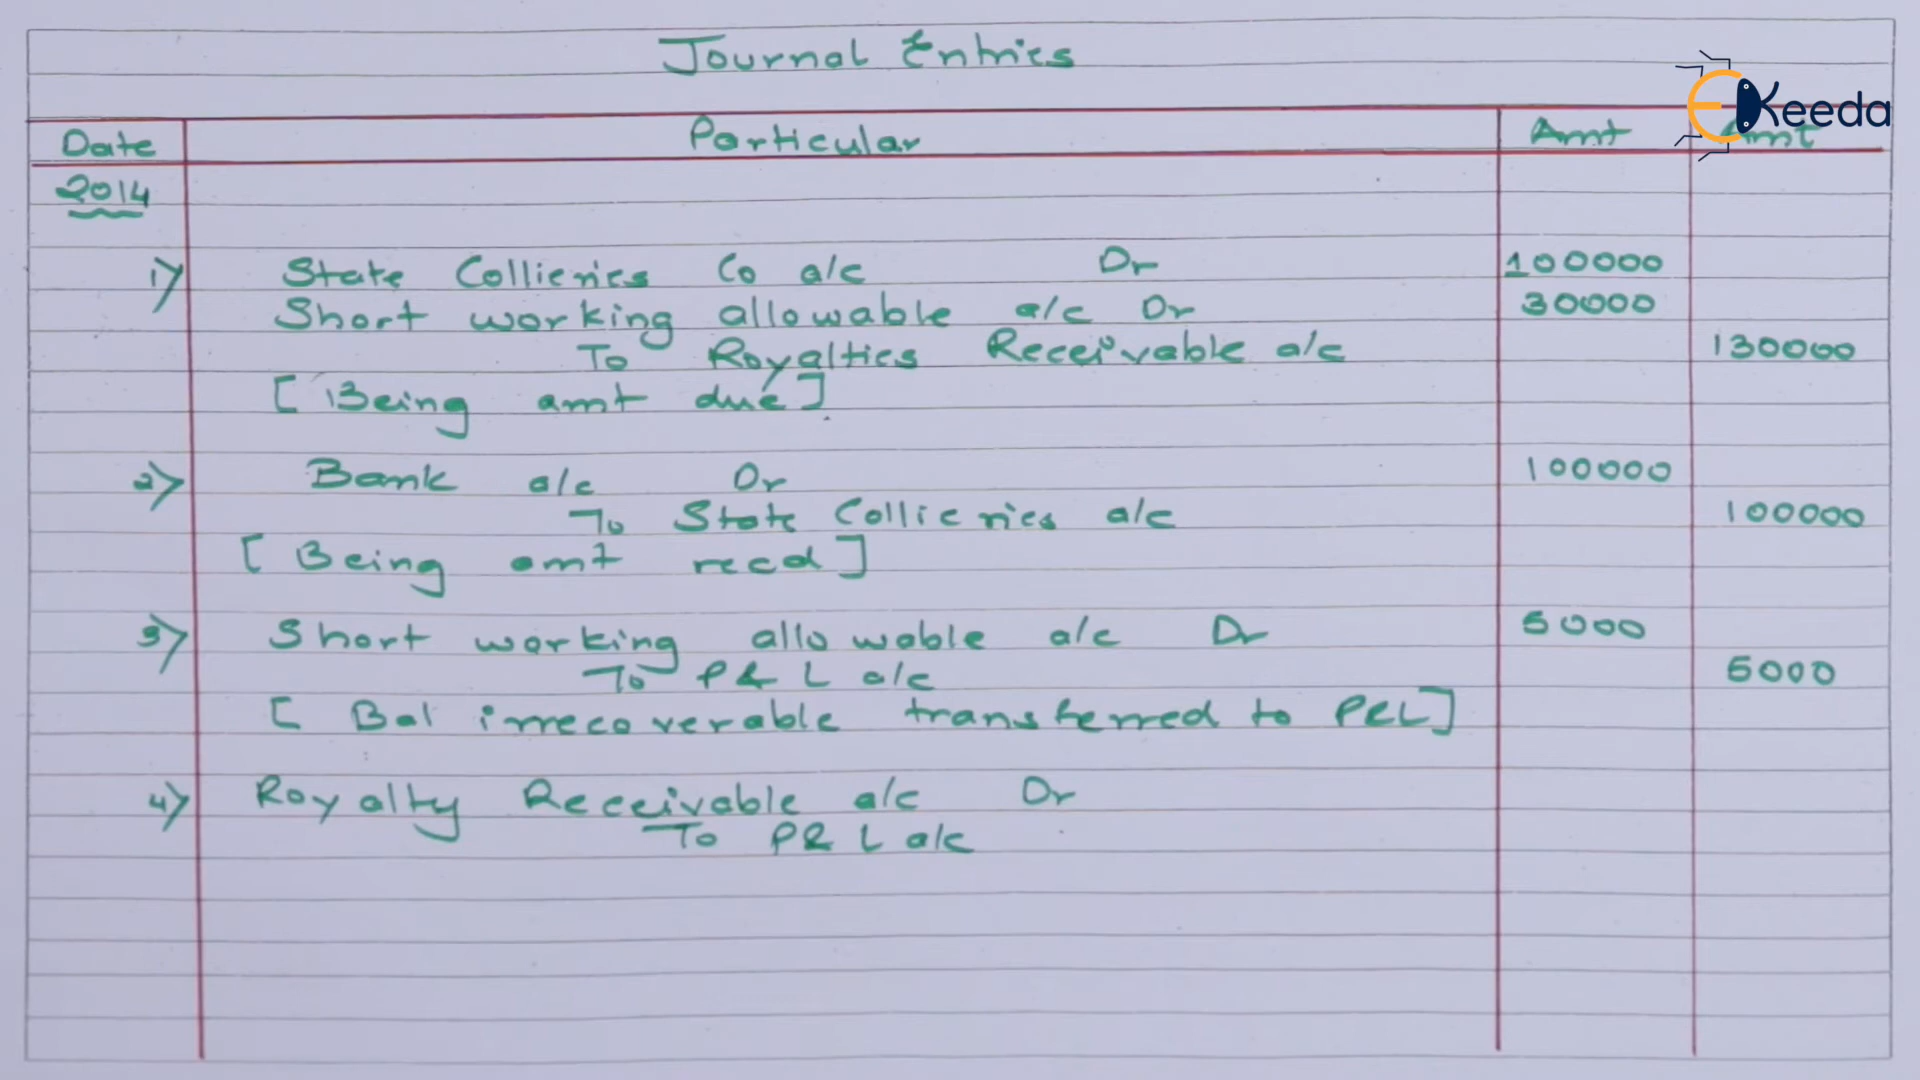 Journal Entries
EKeeda
Date Particular Amt Amt
2014
1) State Collieries Co a/c Dr 100000
Short working allowable a/c Dr 30000
To Royalties Receivable a/c 130000
[ Being amt due ]
2) Bank a/c Dr 100000
To State Collieries a/c 100000
[ Being amt recd ]
3) Short working allowable a/c Dr 5000
To P&L a/c 5000
[ Bal irrecoverable transferred to P&L ]
4) Royalty Receivable a/c Dr
To P&L a/c